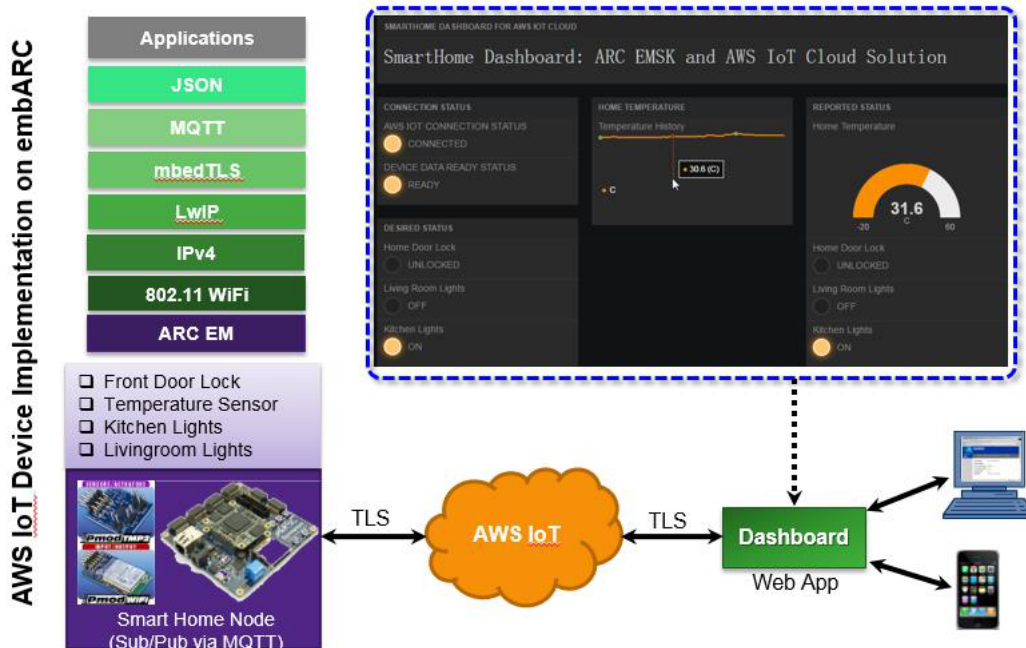 AWS IoT Device Implementation on embARC
Applications
JSON
MQTT
mbedTLS
LwIP
IPv4
802.11 WiFi
ARC EM
Front Door Lock
Temperature Sensor
Kitchen Lights
Livingroom Lights
SENSORS/ACTUATORS
PmodTMP2
INPUT/OUTPUT
PmodWiFi
Smart Home Node
(Sub/Pub via MQTT)
TLS
AWS IoT
TLS
Dashboard
Web App
SMARTHOME DASHBOARD FOR AWS IOT CLOUD
SmartHome Dashboard: ARC EMSK and AWS IoT Cloud Solution
CONNECTION STATUS
AWS IOT CONNECTION STATUS
CONNECTED
DEVICE DATA READY STATUS
READY
DESIRED STATUS
Home Door Lock
UNLOCKED
Living Room Lights
OFF
Kitchen Lights
ON
HOME TEMPERATURE
Temperature History
30.6 (C)
C
REPORTED STATUS
Home Temperature
31.6
C
-20
60
Home Door Lock
UNLOCKED
Living Room Lights
OFF
Kitchen Lights
ON